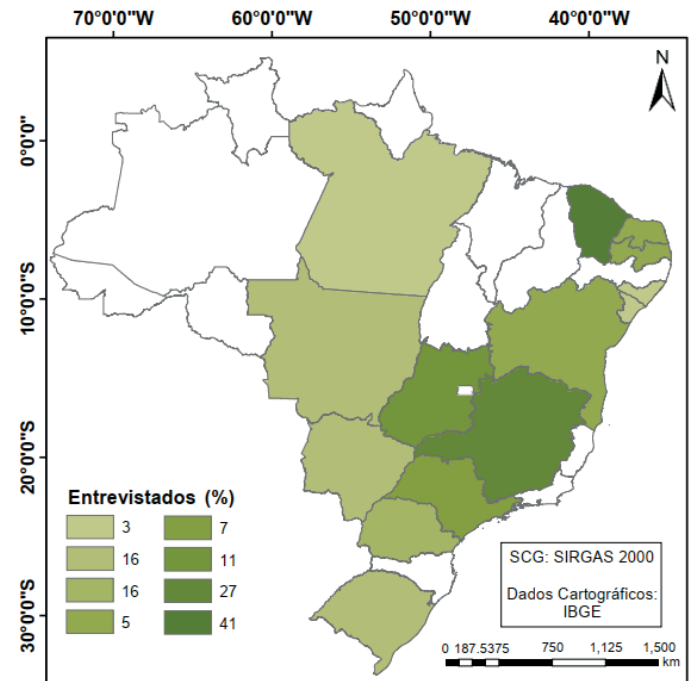 70°0'0"W 60°0'0"W 50°0'0"W 40°0'0"W
N
0°0'0"
10°0'0"S
20°0'0"S
30°0'0"S
Entrevistados (%)
3 7
16 11
16 27
5 41
SCG: SIRGAS 2000
Dados Cartográficos:
IBGE
0 187.5375 750 1,125 1,500
km